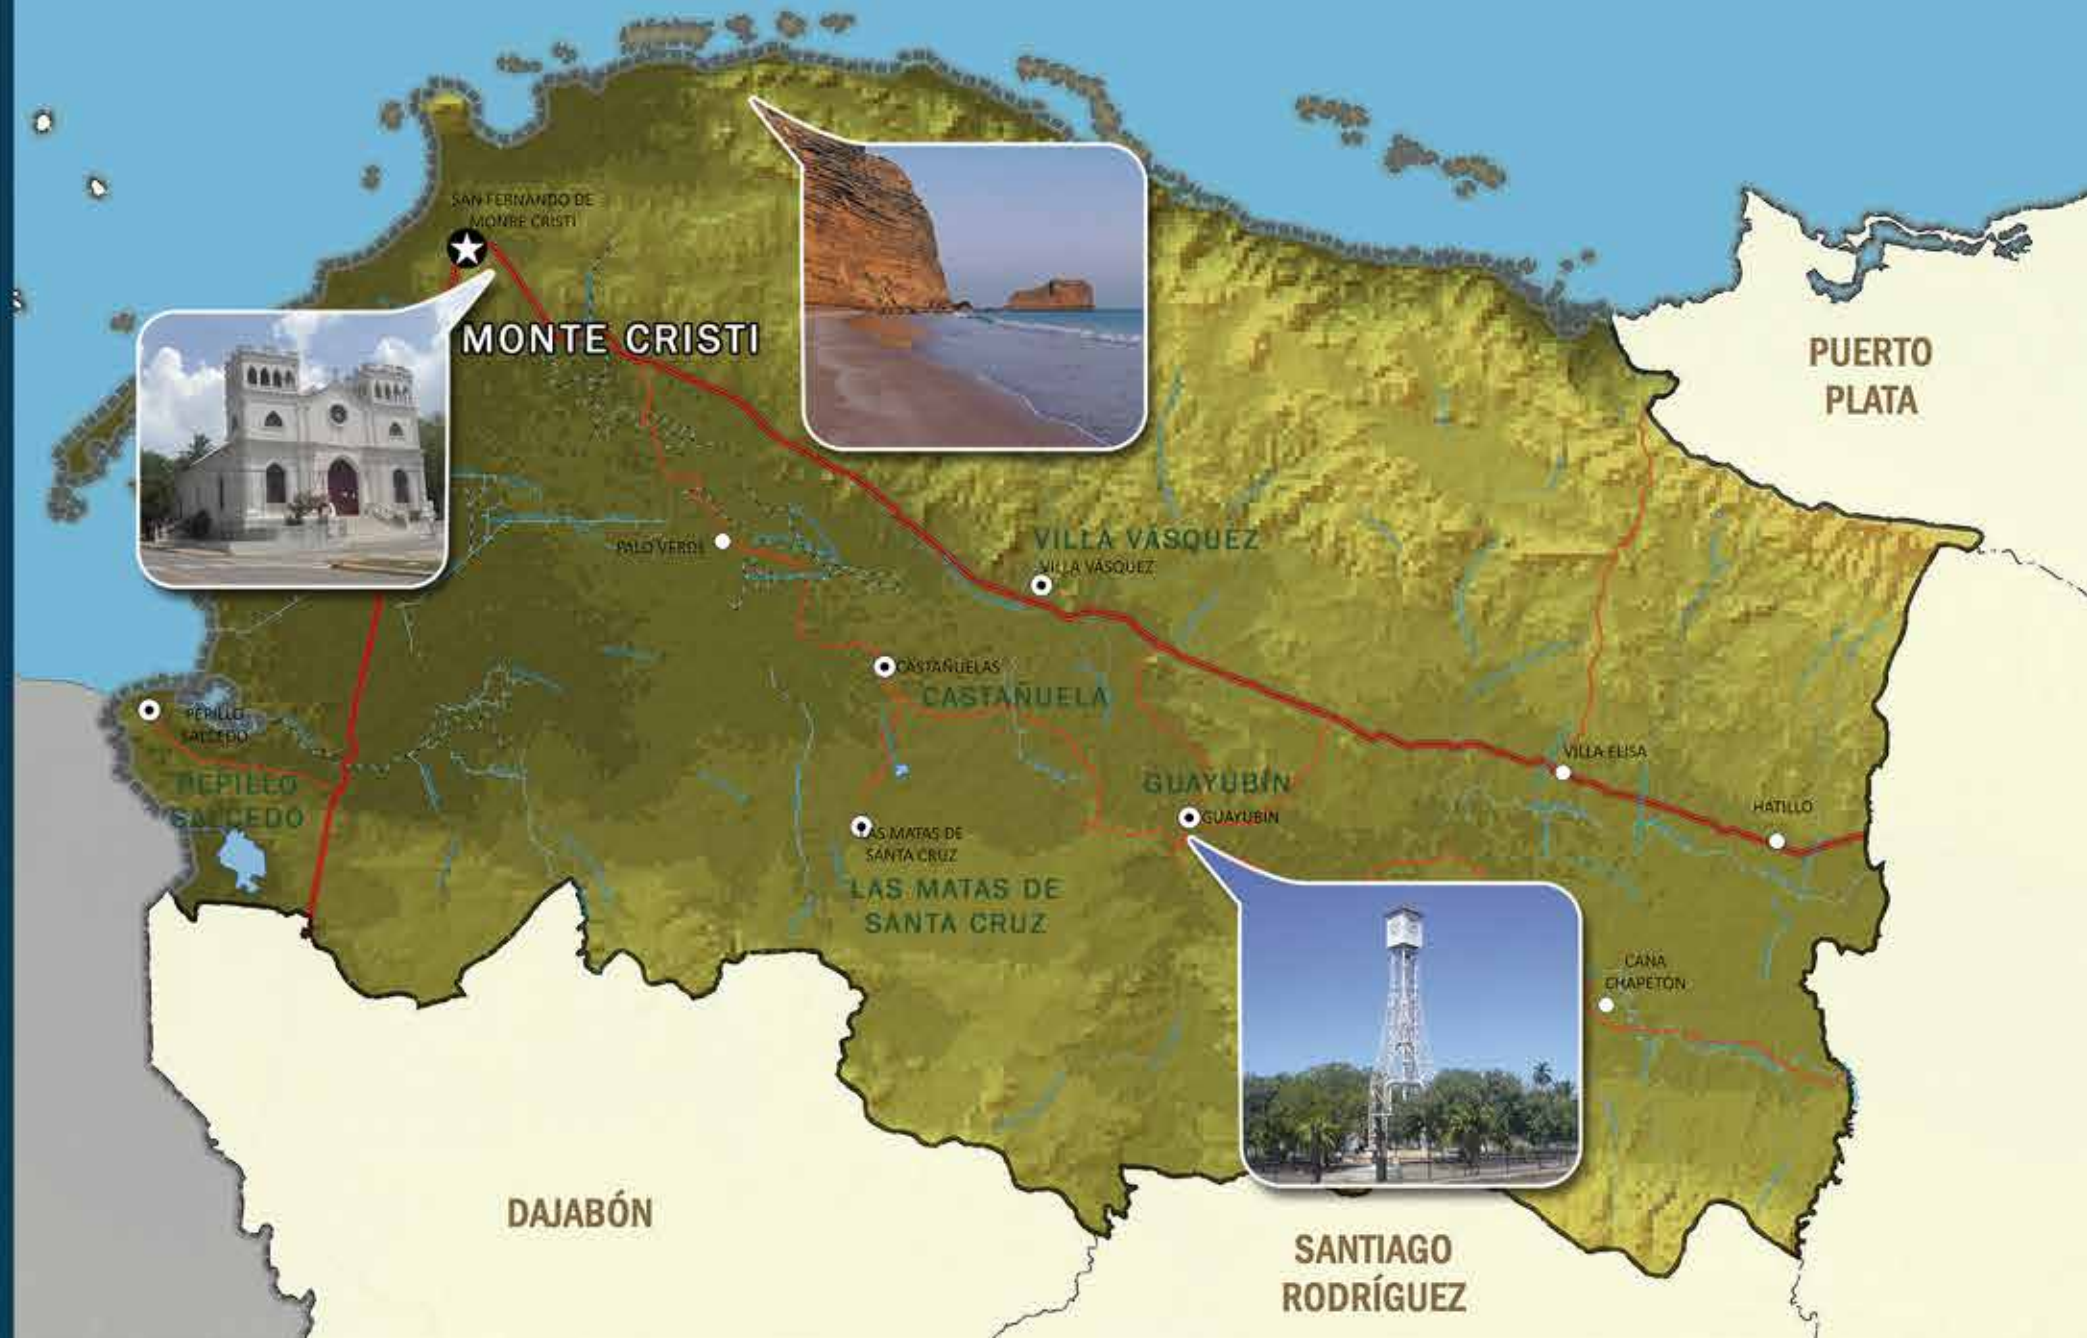 SAN FERNANDO DE
MONRE CRISTI
MONTE CRISTI
PUERTO
PLATA
PALO VERDE
VILLA VÁSQUEZ
VILLA VÁSQUEZ
CASTAÑUELAS
CASTAÑUELA
PEPILLO
SALCEDO
PEPILLO
SALCEDO
VILLA ELISA
HATILLO
GUAYUBÍN
GUAYUBÍN
LAS MATAS DE
SANTA CRUZ
LAS MATAS DE
SANTA CRUZ
CANA
CHAPETÓN
DAJABÓN
SANTIAGO
RODRÍGUEZ